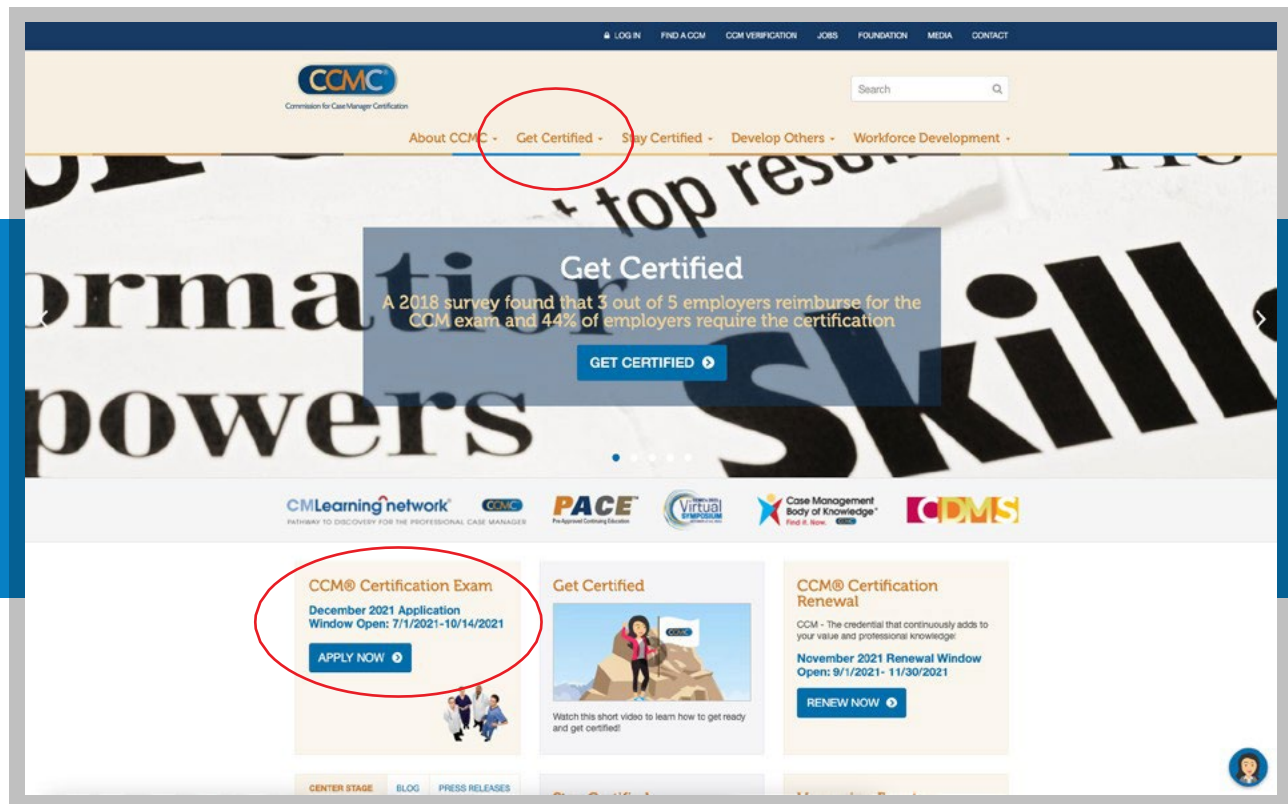 LOG IN FIND A CCM CCM VERIFICATION JOBS FOUNDATION MEDIA CONTACT
CCMC®
Commission for Case Manager Certification
Search
About CCMC Get Certified Stay Certified Develop Others Workforce Development
top
ormation
powers
Skill
Get Certified
A 2018 survey found that 3 out of 5 employers reimburse for the
CCM exam and 44% of employers require the certification
GET CERTIFIED
CMLearning network®
PATHWAY TO DISCOVERY FOR THE PROFESSIONAL CASE MANAGER
CCMC
PACE™
Pre-Approved Continuing Education
Virtual
SYMPOSIUM
Case Management
Body of Knowledge®
Find it. Now. CCMC
CDMS
CCM® Certification Exam
December 2021 Application
Window Open: 7/1/2021-10/14/2021
APPLY NOW
Get Certified
CCMC
Watch this short video to learn how to get ready
and get certified!
CCM® Certification
Renewal
CCM - The credential that continuously adds to
your value and professional knowledge!
November 2021 Renewal Window
Open: 9/1/2021- 11/30/2021
RENEW NOW
CENTER STAGE BLOG PRESS RELEASES